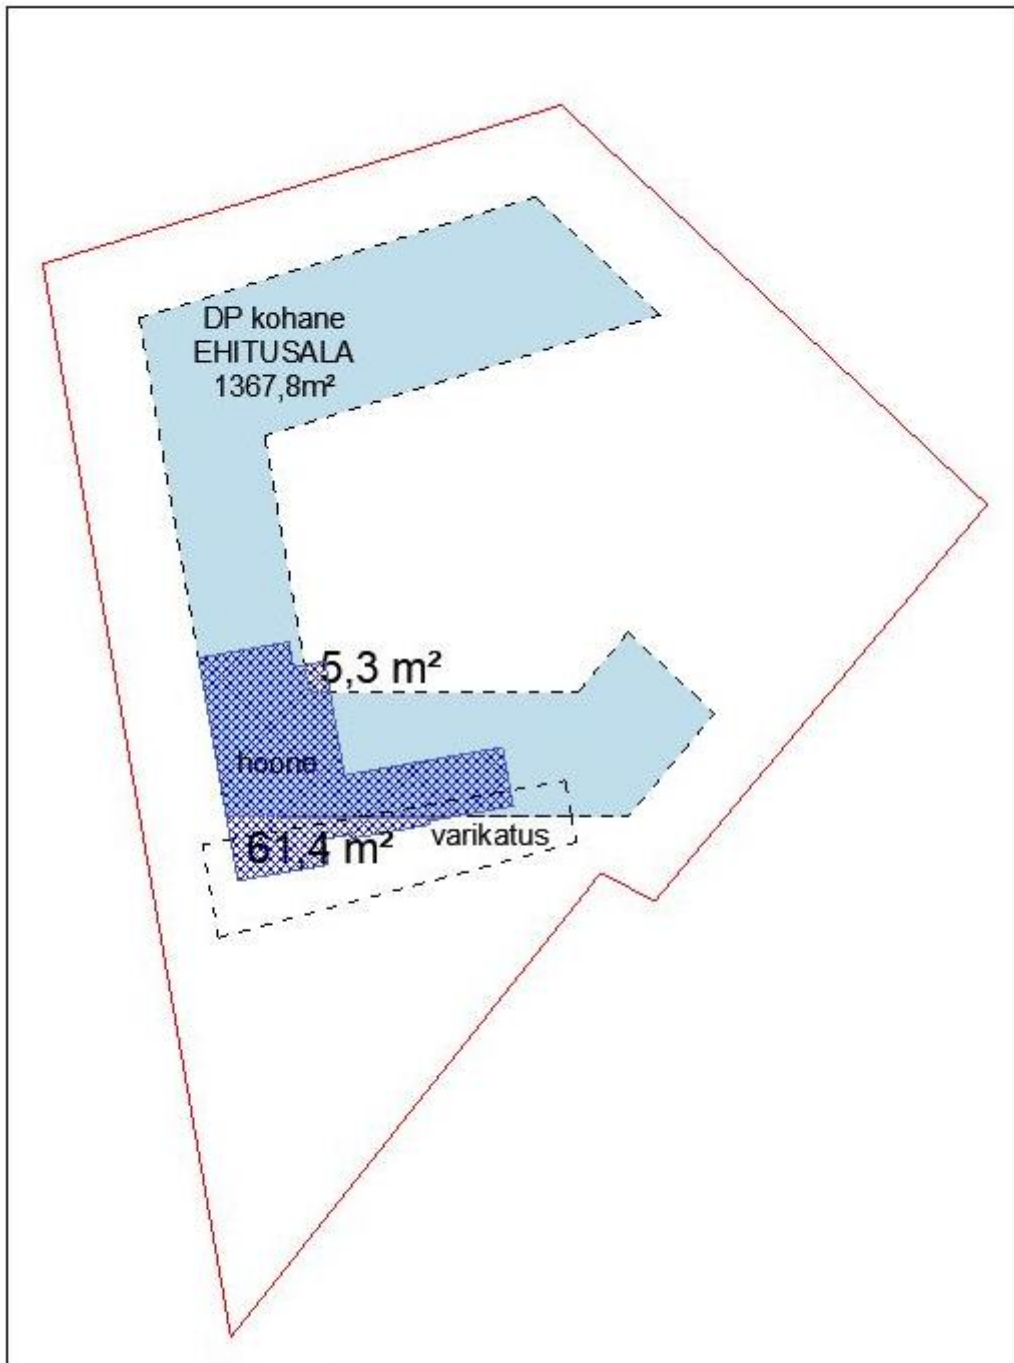 DP kohane
EHITUSALA
1367,8m²
5,3 m²
hoone
61,4 m²
varikatus